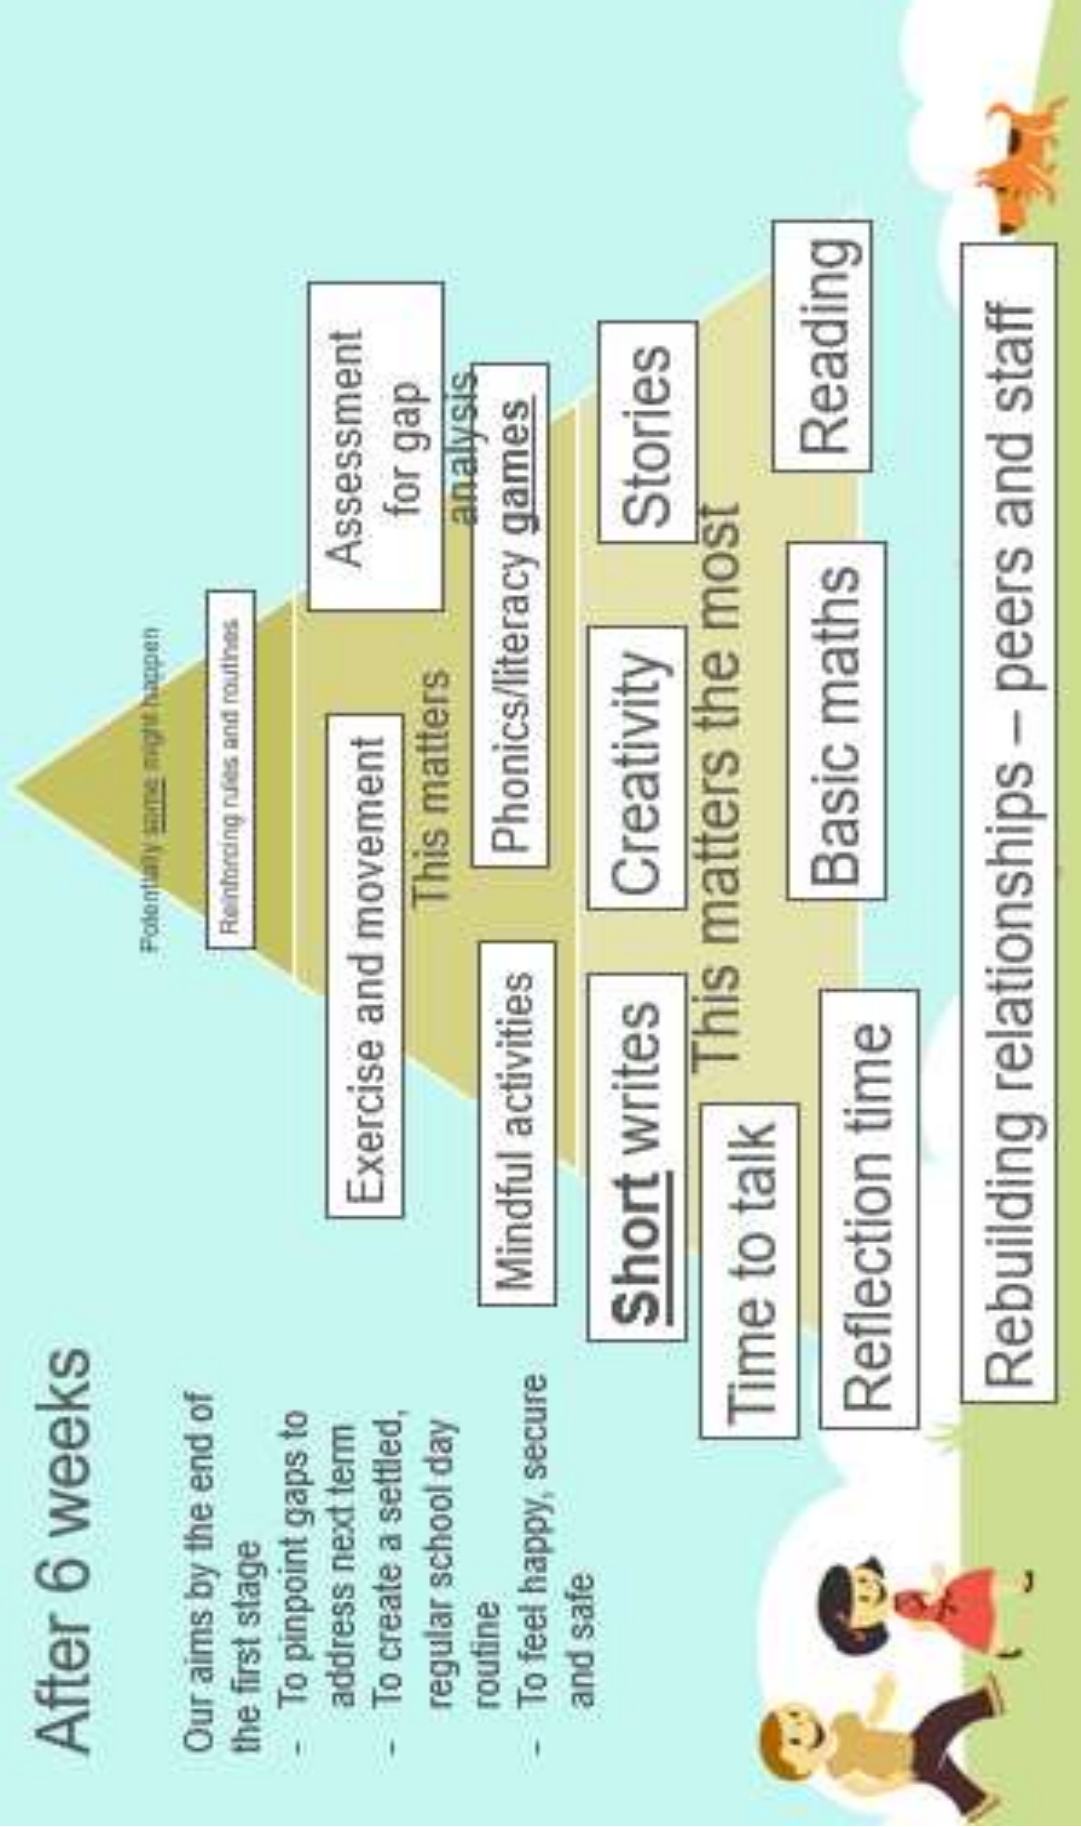 After 6 weeks
Our aims by the end of
the first stage
- To pinpoint gaps to
address next term
- To create a settled,
regular school day
routine
- To feel happy, secure
and safe
Potentially some might happen
Reinforcing rules and routines
Exercise and movement
Assessment
for gap
analysis
This matters
Mindful activities
Phonics/literacy games
Short writes
Creativity
Stories
This matters the most
Time to talk
Reflection time
Basic maths
Reading
Rebuilding relationships – peers and staff